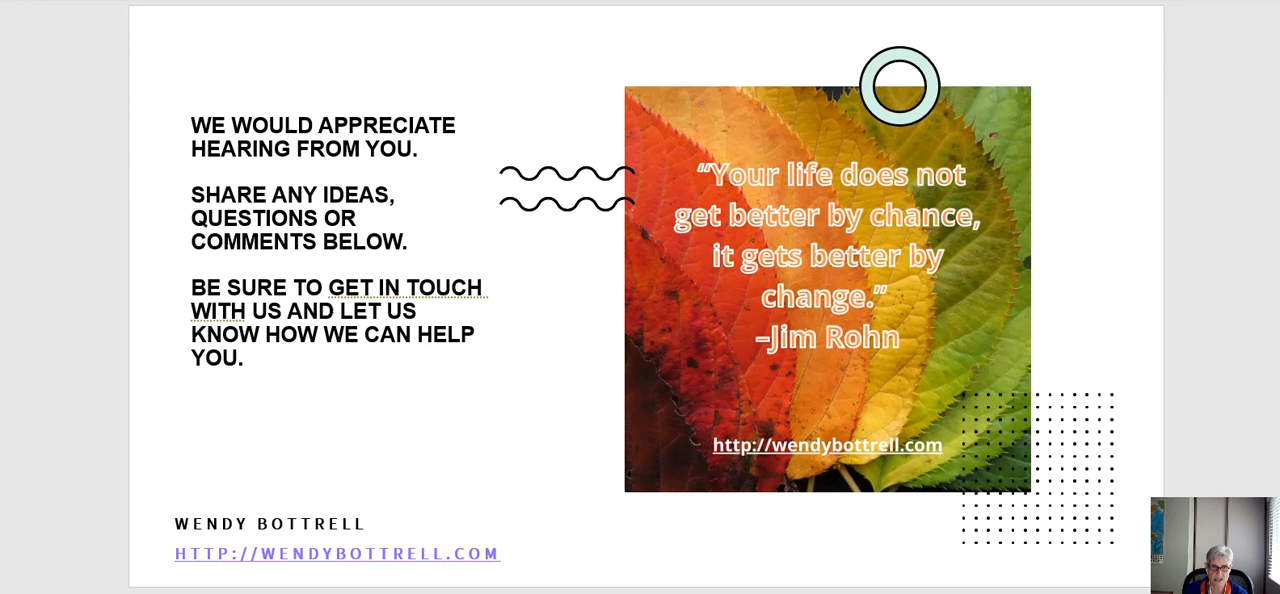 WE WOULD APPRECIATE
HEARING FROM YOU.
SHARE ANY IDEAS,
QUESTIONS OR
COMMENTS BELOW.
BE SURE TO GET IN TOUCH
WITH US AND LET US
KNOW HOW WE CAN HELP
YOU.
"Your life does not
get better by chance,
it gets better by
change."
–Jim Rohn
http://wendybottrell.com
WENDY BOTTRELL
HTTP://WENDYBOTTRELL.COM